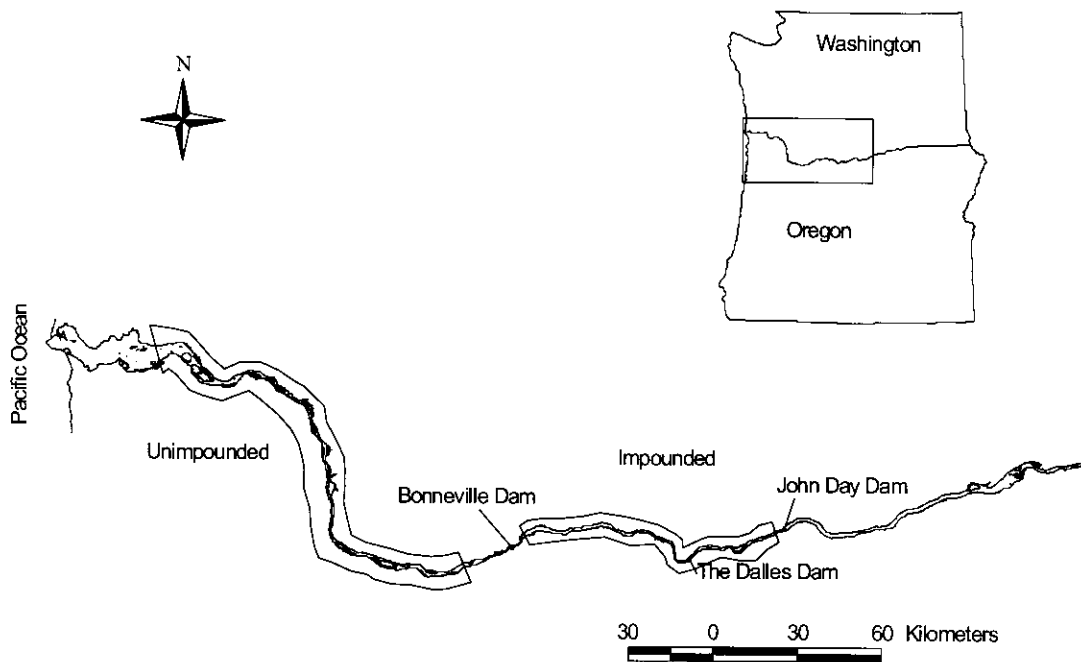 N
Washington
Oregon
Pacific Ocean
Unimpounded
Impounded
Bonneville Dam
John Day Dam
The Dalles Dam
30 0 30 60 Kilometers